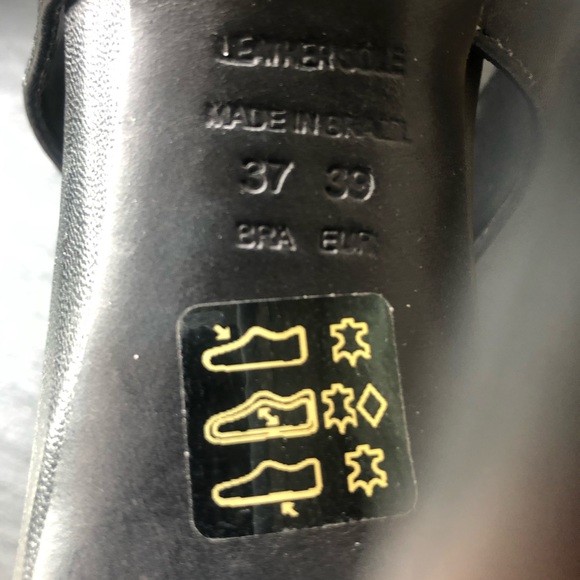 LEATHER SOLE
MADE IN BRAZIL
37 39
BRA EUR